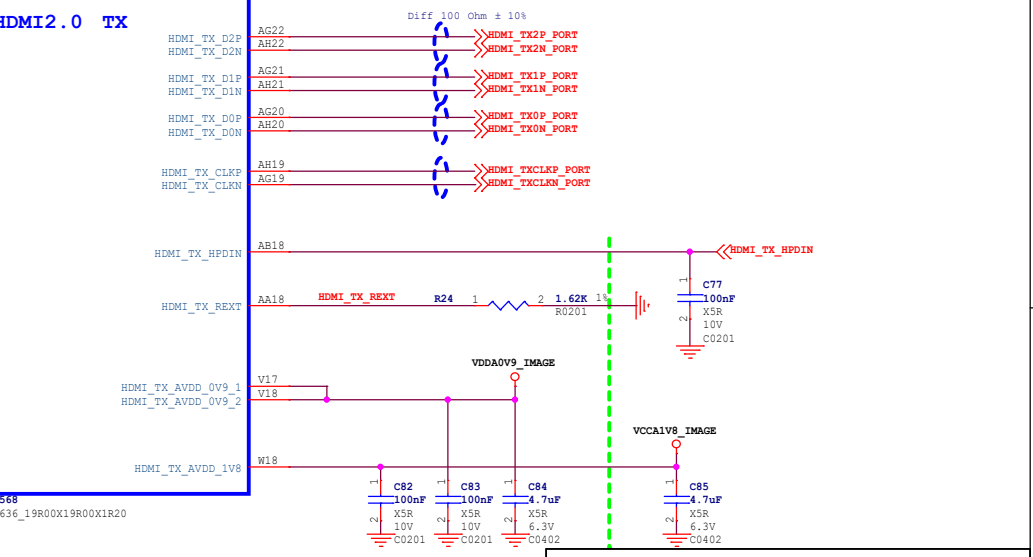 HDMI2.0 TX
Diff 100 Ohm ± 10%
HDMI_TX_D2P AG22 HDMI_TX2P_PORT
HDMI_TX_D2N AH22 HDMI_TX2N_PORT
HDMI_TX_D1P AG21 HDMI_TX1P_PORT
HDMI_TX_D1N AH21 HDMI_TX1N_PORT
HDMI_TX_D0P AG20 HDMI_TX0P_PORT
HDMI_TX_D0N AH20 HDMI_TX0N_PORT
HDMI_TX_CLKP AH19 HDMI_TXCLKP_PORT
HDMI_TX_CLKN AG19 HDMI_TXCLKN_PORT
HDMI_TX_HPDIN AB18 HDMI_TX_HPDIN
1 C77
100nF
X5R
2 10V
C0201
HDMI_TX_REXT AA18 HDMI_TX_REXT R24 1 2 1.62K 1%
R0201
VDDA0V9_IMAGE
HDMI_TX_AVDD_0V9_1 V17
HDMI_TX_AVDD_0V9_2 V18
VCCA1V8_IMAGE
HDMI_TX_AVDD_1V8 W18
1 C82 1 C83 1 C84 1 C85
100nF 100nF 4.7uF 4.7uF
X5R X5R X5R X5R
2 10V 2 10V 2 6.3V 2 6.3V
C0201 C0201 C0402 C0402
568
636_19R00X19R00X1R20